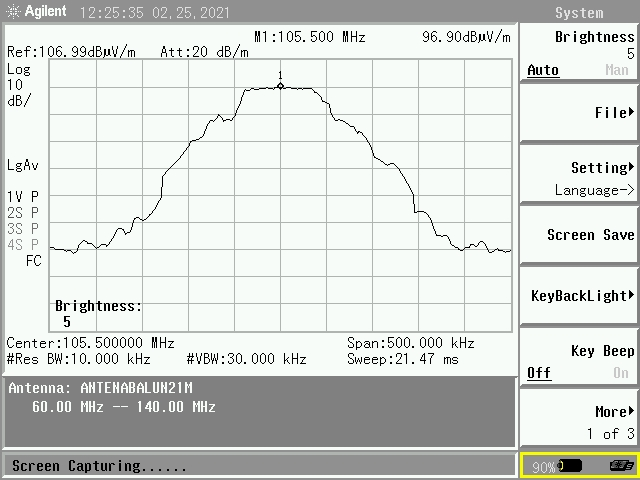 Agilent 12:25:35 02,25,2021
System
M1:105.500 MHz 96.90dBµV/m
Ref:106.99dBµV/m Att:20 dB/m
Log
10
dB/
1
LgAv
1V P
2S P
3S P
4S P
FC
Brightness:
5
Center:105.500000 MHz Span:500.000 kHz
#Res BW:10.000 kHz #VBW:30.000 kHz Sweep:21.47 ms
Antenna: ANTENABALUN21M
60.00 MHz -- 140.00 MHz
Screen Capturing......
Brightness
5
Auto Man
File
Setting
Language->
Screen Save
KeyBackLight
Key Beep
Off On
More
1 of 3
90%